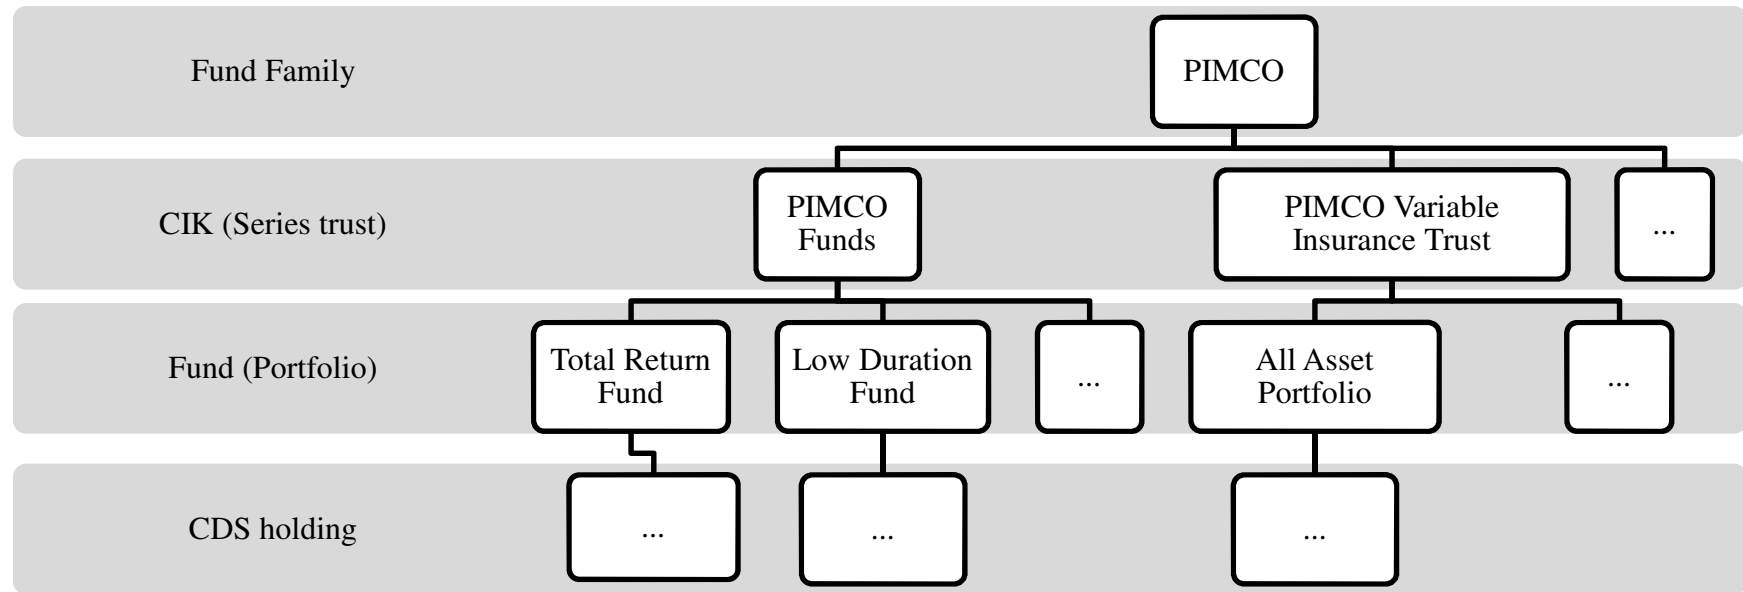 Fund Family
PIMCO
CIK (Series trust)
PIMCO
Funds
PIMCO Variable
Insurance Trust
...
Fund (Portfolio)
Total Return
Fund
Low Duration
Fund
...
All Asset
Portfolio
...
CDS holding
...
...
...